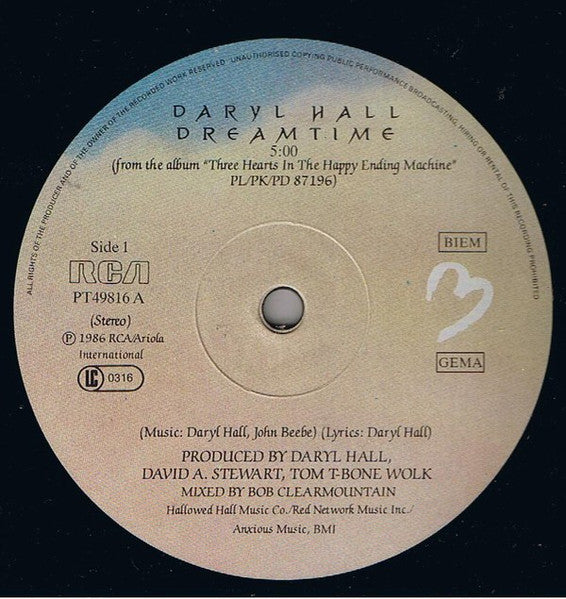 ALL RIGHTS OF THE PRODUCER AND OF THE OWNER OF THE RECORDED WORK RESERVED · UNAUTHORISED COPYING PUBLIC PERFORMANCE BROADCASTING, HIRING OR RENTAL OF THIS RECORDING PROHIBITED
DARYL HALL
DREAMTIME
5:00
(from the album "Three Hearts In The Happy Ending Machine"
PL/PK/PD 87196)
Side 1
BIEM
RCA
PT49816 A
(Stereo)
℗ 1986 RCA/Ariola
International
GEMA
LC 0316
(Music: Daryl Hall, John Beebe) (Lyrics: Daryl Hall)
PRODUCED BY DARYL HALL,
DAVID A. STEWART, TOM T-BONE WOLK
MIXED BY BOB CLEARMOUNTAIN
Hallowed Hall Music Co./Red Network Music Inc./
Anxious Music, BMI